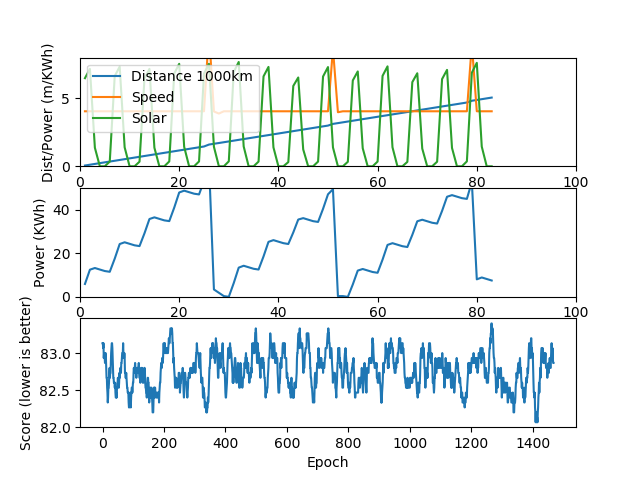 Dist/Power (m/KWh)
Distance 1000km
Speed
Solar
5
0
0 20 40 60 80 100
Power (KWh)
40
20
0
0 20 40 60 80 100
Score (lower is better)
83.0
82.5
82.0
0 200 400 600 800 1000 1200 1400
Epoch